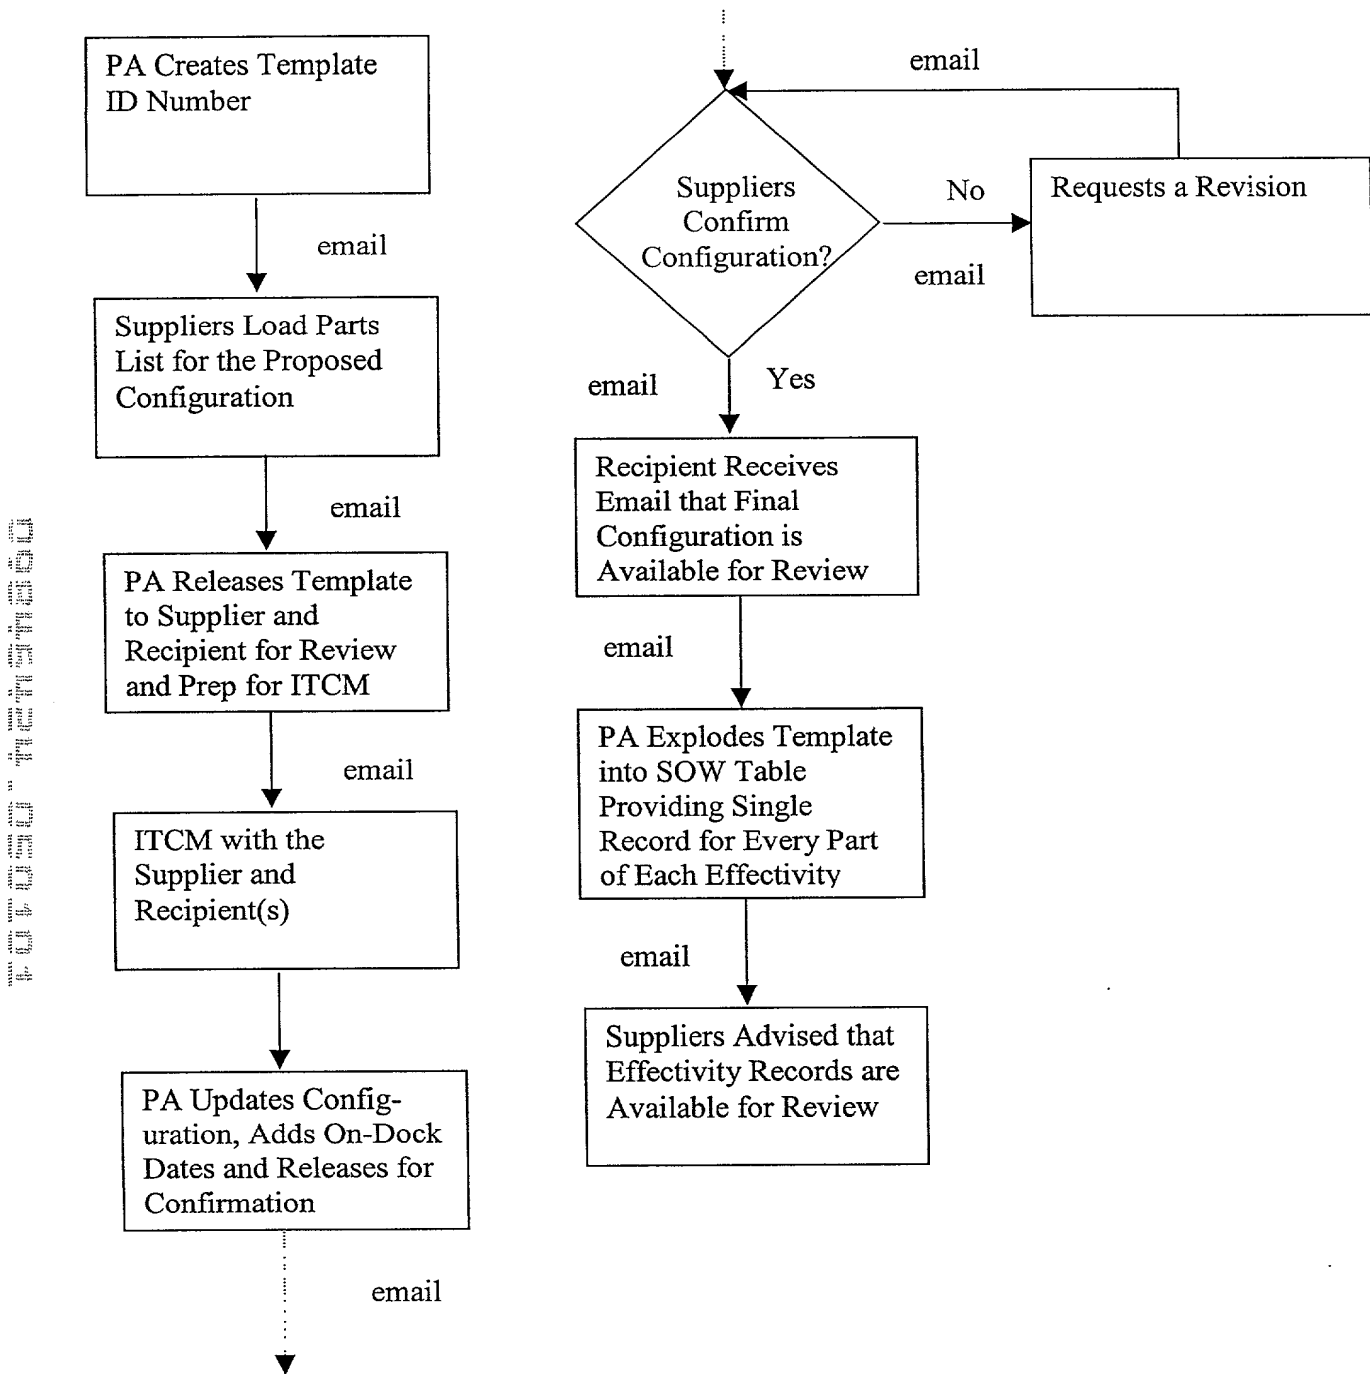 PA Creates Template
ID Number
email
Suppliers Load Parts
List for the Proposed
Configuration
email
PA Releases Template
to Supplier and
Recipient for Review
and Prep for ITCM
email
ITCM with the
Supplier and
Recipient(s)
PA Updates Config-
uration, Adds On-Dock
Dates and Releases for
Confirmation
email
email
Suppliers
Confirm
Configuration?
No
email
Requests a Revision
email
Yes
Recipient Receives
Email that Final
Configuration is
Available for Review
email
PA Explodes Template
into SOW Table
Providing Single
Record for Every Part
of Each Effectivity
email
Suppliers Advised that
Effectivity Records are
Available for Review